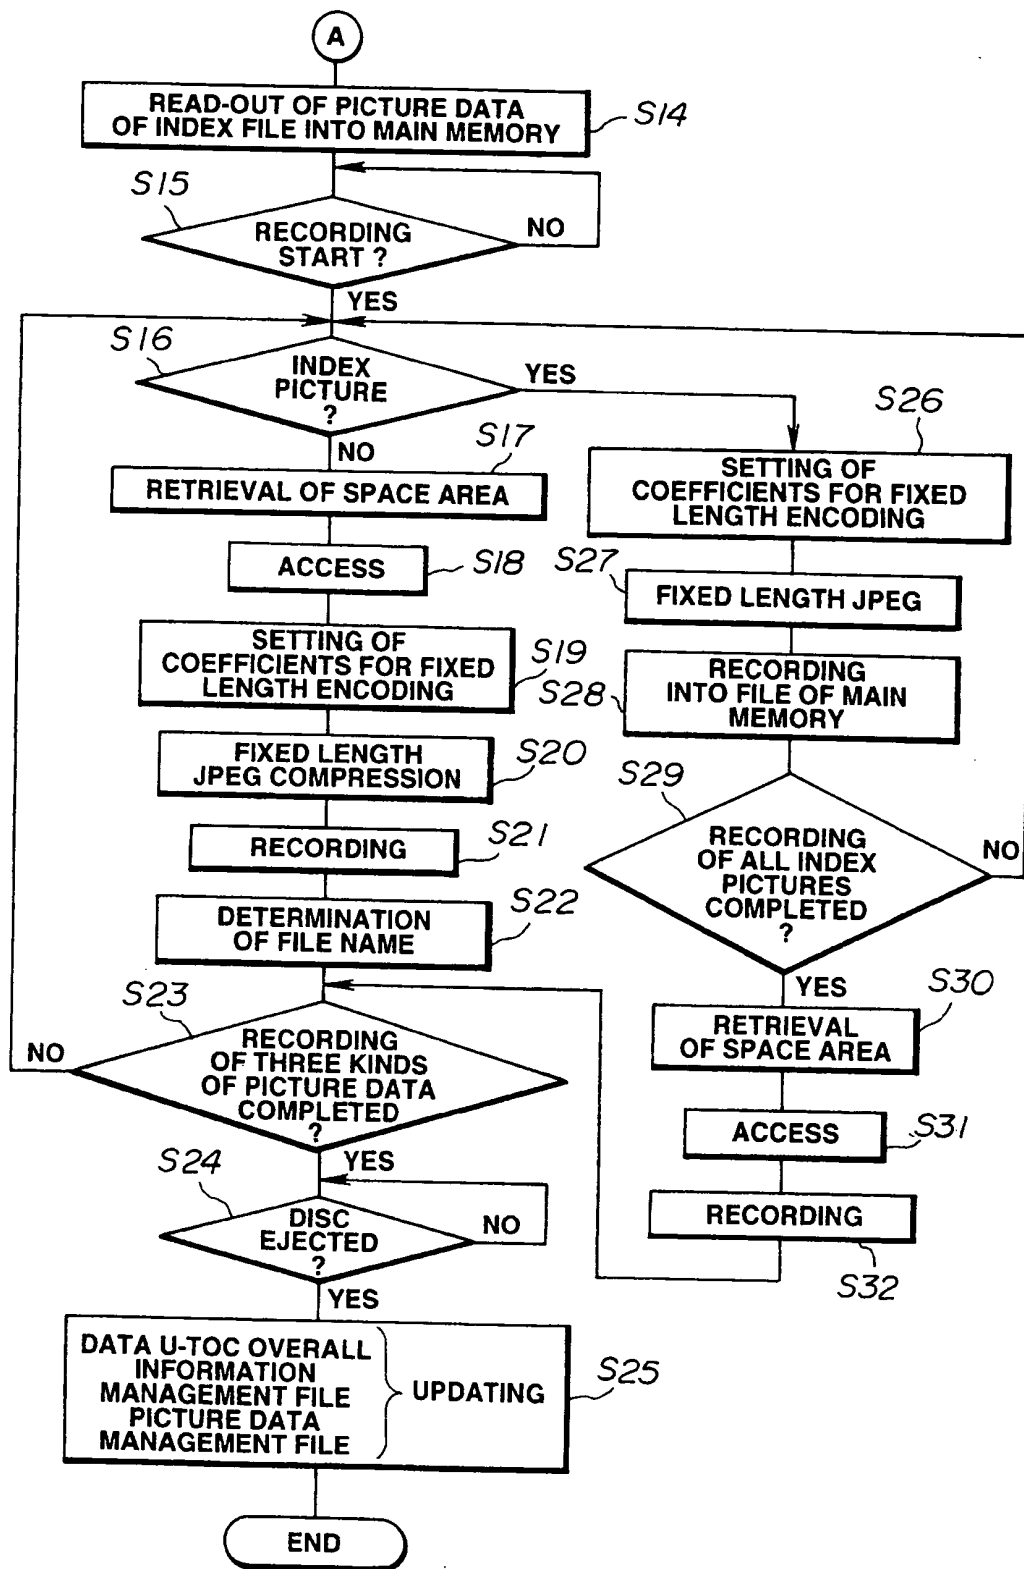 A
READ-OUT OF PICTURE DATA
OF INDEX FILE INTO MAIN MEMORY
S14
S15
RECORDING
START ?
NO
YES
S16
INDEX
PICTURE
?
YES
NO
S17
RETRIEVAL OF SPACE AREA
ACCESS
S18
SETTING OF
COEFFICIENTS FOR FIXED
LENGTH ENCODING
S19
FIXED LENGTH
JPEG COMPRESSION
S20
RECORDING
S21
DETERMINATION
OF FILE NAME
S22
S23
RECORDING
OF THREE KINDS
OF PICTURE DATA
COMPLETED
?
NO
YES
S24
DISC
EJECTED
?
NO
YES
DATA U-TOC OVERALL
INFORMATION
MANAGEMENT FILE
PICTURE DATA
MANAGEMENT FILE
UPDATING
S25
END
S26
SETTING OF
COEFFICIENTS FOR FIXED
LENGTH ENCODING
S27
FIXED LENGTH JPEG
S28
RECORDING
INTO FILE OF MAIN
MEMORY
S29
RECORDING
OF ALL INDEX
PICTURES
COMPLETED
?
NO
YES
S30
RETRIEVAL
OF SPACE AREA
ACCESS
S31
RECORDING
S32